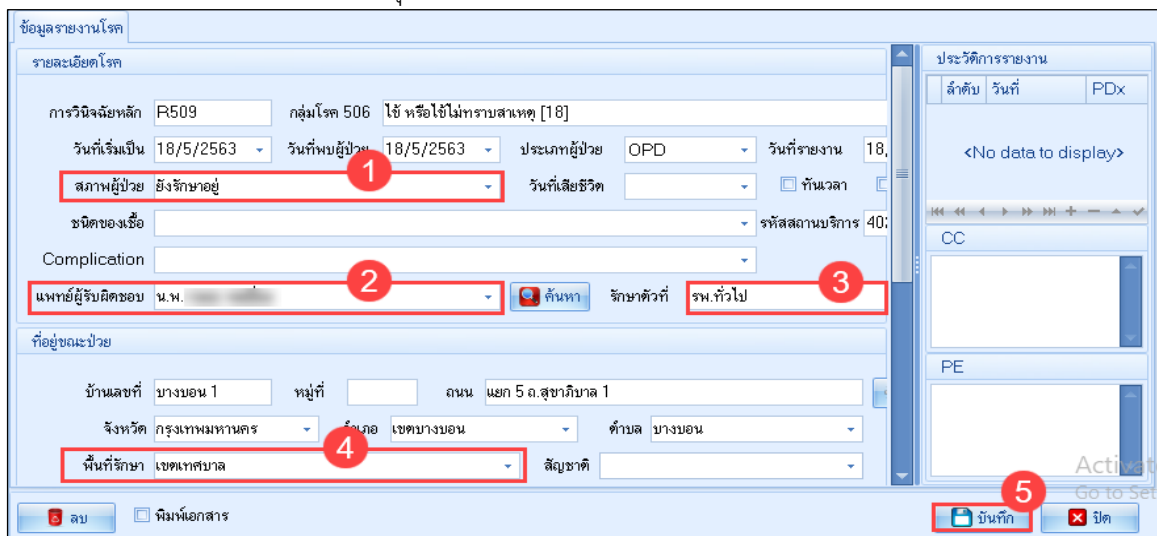 ข้อมูลรายงานโรค
รายละเอียดโรค
การวินิจฉัยหลัก R509 กลุ่มโรค 506 ไข้ หรือไข้ไม่ทราบสาเหตุ [18]
วันที่เริ่มเป็น 18/5/2563 วันที่พบผู้ป่วย 18/5/2563 ประเภทผู้ป่วย OPD วันที่รายงาน 18,
1
สภาพผู้ป่วย ยังรักษาอยู่ วันที่เสียชีวิต ทันเวลา
ชนิดของเชื้อ รหัสสถานบริการ 402
Complication
2 3
แพทย์ผู้รับผิดชอบ น.พ. ค้นหา รักษาตัวที่ รพ.ทั่วไป
ที่อยู่ขณะป่วย
บ้านเลขที่ บางบอน 1 หมู่ที่ ถนน แยก 5 ถ.สุขาภิบาล 1
จังหวัด กรุงเทพมหานคร เขตบางบอน ตำบล บางบอน
4
พื้นที่รักษา เขตเทศบาล สัญชาติ
ลบ พิมพ์เอกสาร
ประวัติการรายงาน
ลำดับ วันที่ PDx
<No data to display>
CC
PE
Activat
Go to Set
5
บันทึก ปิด